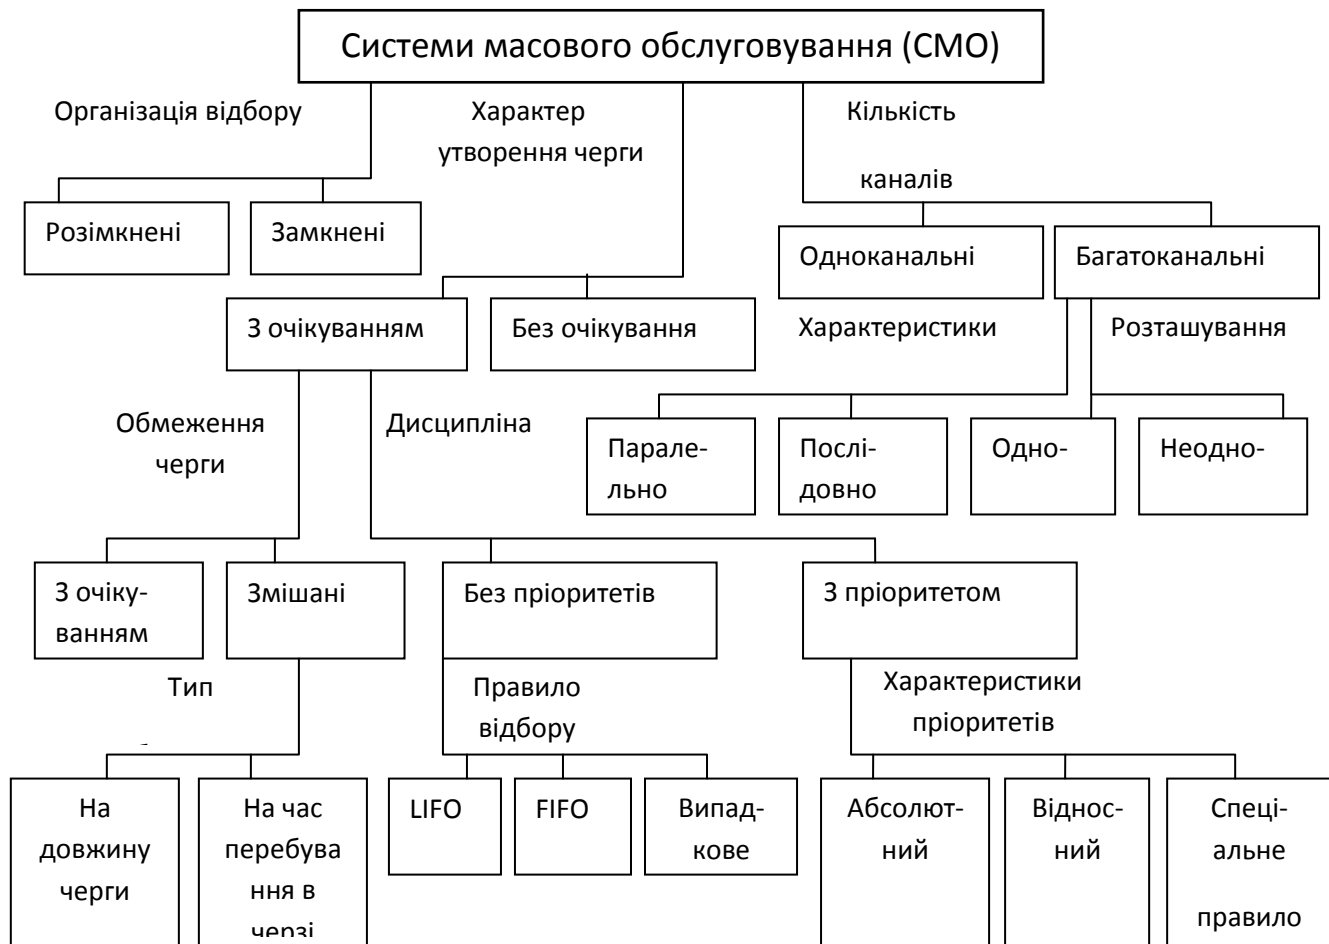 Системи масового обслуговування (СМО)
Організація відбору
Характер
утворення черги
Кількість
каналів
Розімкнені
Замкнені
Одноканальні
Багатоканальні
З очікуванням
Без очікування
Характеристики
Розташування
Обмеження
черги
Дисципліна
Парале-
льно
Послі-
довно
Одно-
Неодно-
З очіку-
ванням
Змішані
Без пріоритетів
З пріоритетом
Тип
Правило
відбору
Характеристики
пріоритетів
На
довжину
черги
На час
перебува
ння в
черзі
LIFO
FIFO
Випад-
кове
Абсолют-
ний
Віднос-
ний
Спеці-
альне
правило